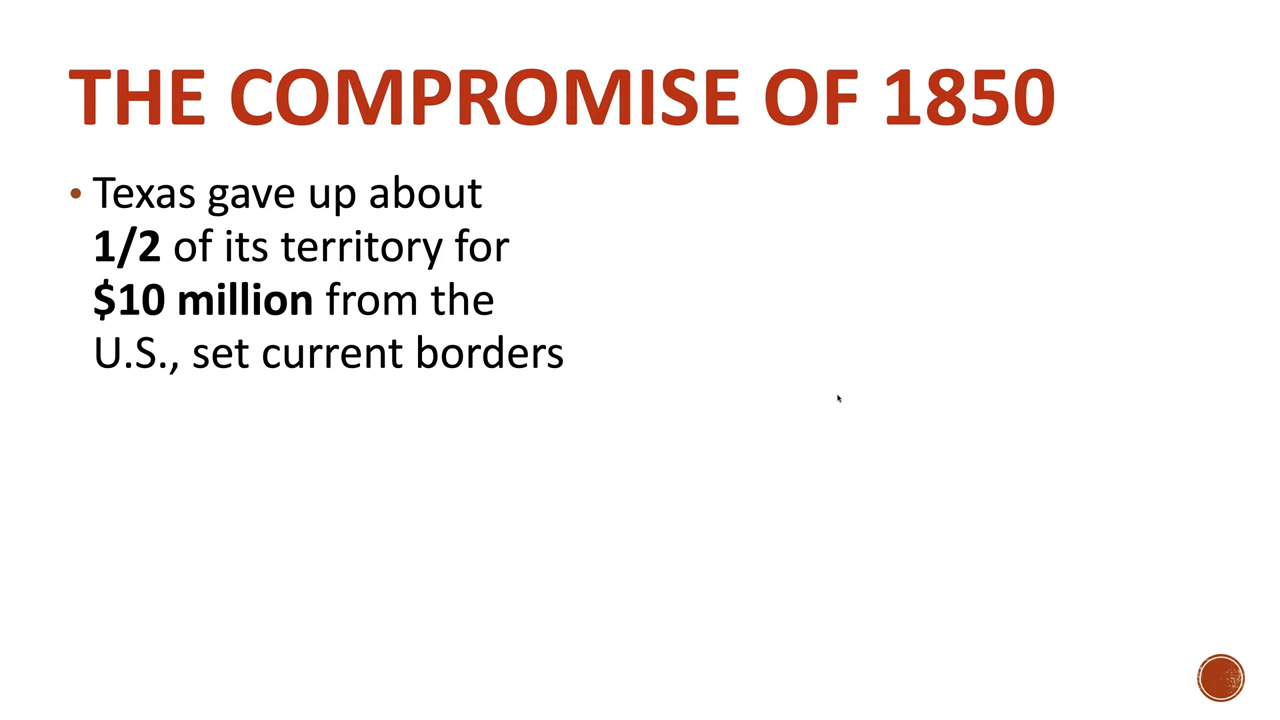 THE COMPROMISE OF 1850
• Texas gave up about
1/2 of its territory for
$10 million from the
U.S., set current borders